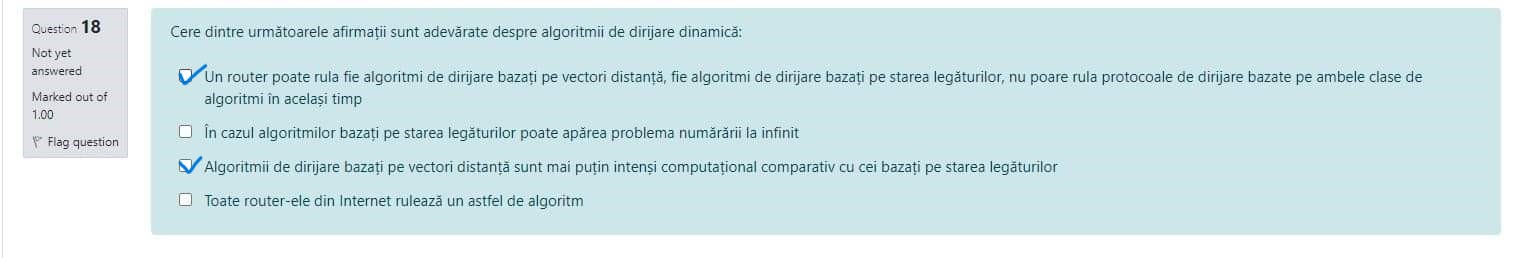 Question 18
Not yet
answered
Marked out of
1.00
Flag question
Cere dintre următoarele afirmații sunt adevărate despre algoritmii de dirijare dinamică:
Un router poate rula fie algoritmi de dirijare bazați pe vectori distanță, fie algoritmi de dirijare bazați pe starea legăturilor, nu poare rula protocoale de dirijare bazate pe ambele clase de
algoritmi în același timp
În cazul algoritmilor bazați pe starea legăturilor poate apărea problema numărării la infinit
Algoritmii de dirijare bazați pe vectori distanță sunt mai puțin intenși computațional comparativ cu cei bazați pe starea legăturilor
Toate router-ele din Internet rulează un astfel de algoritm